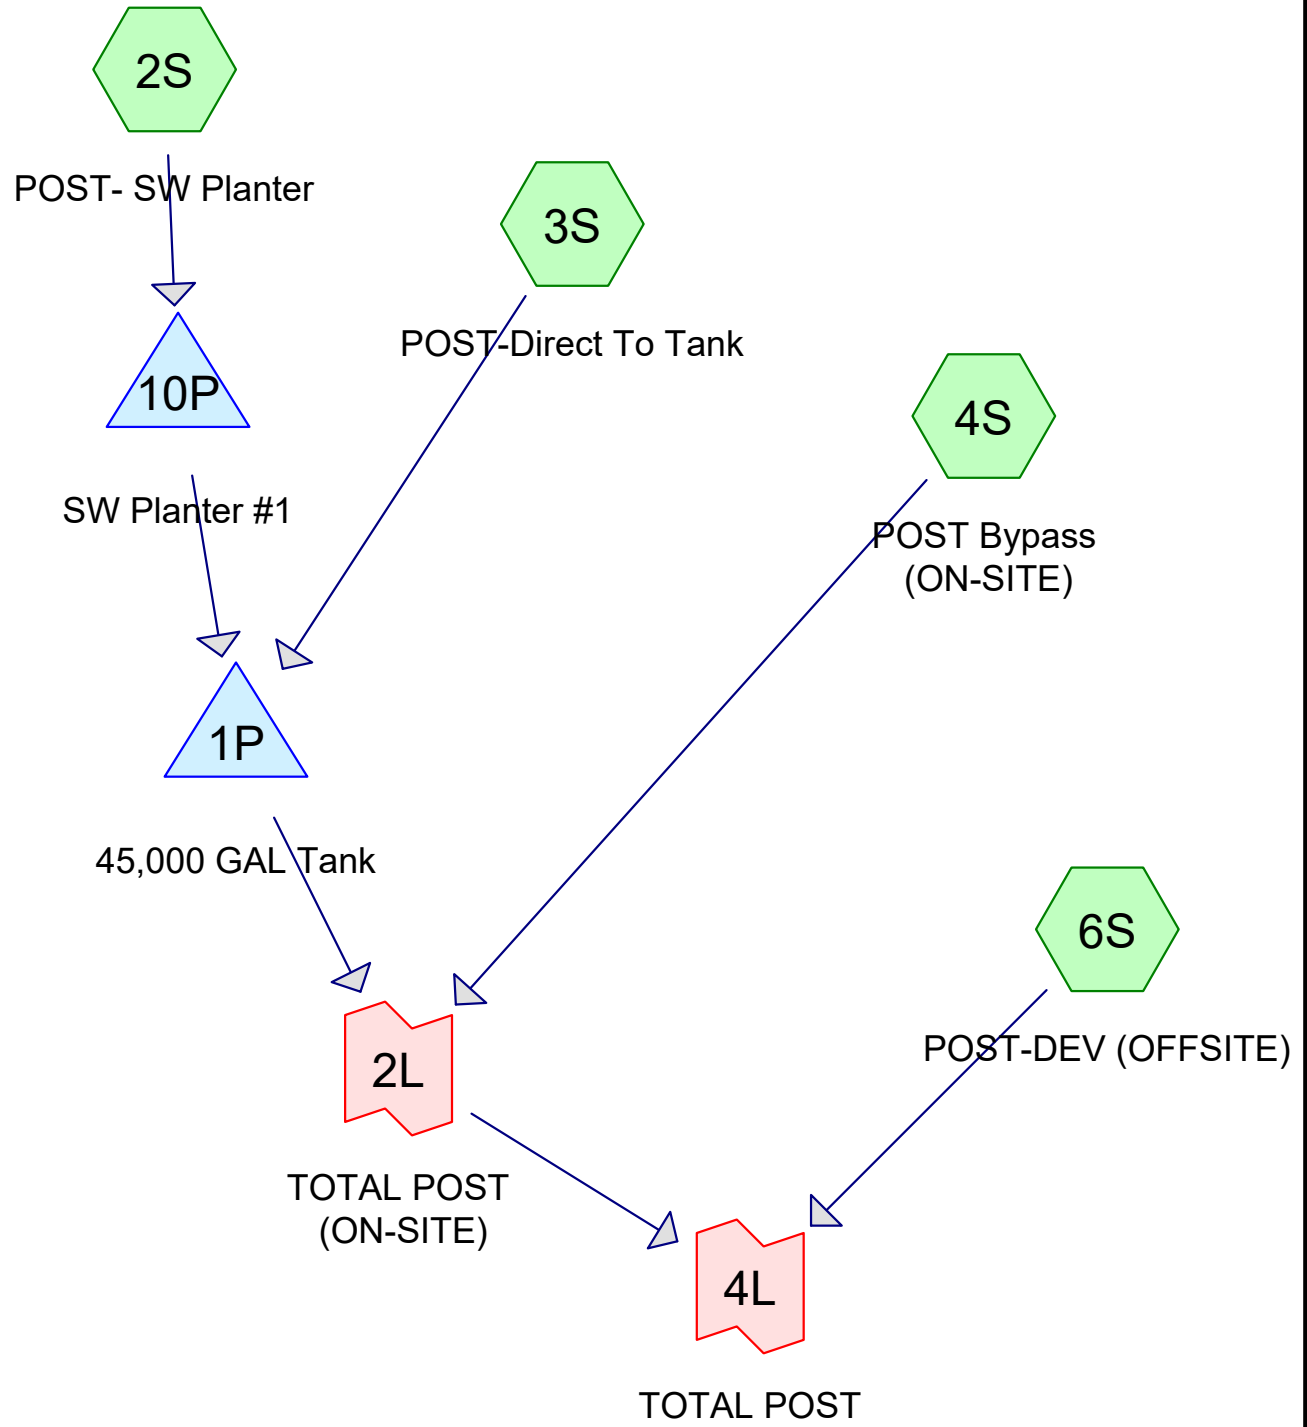 2S
POST- SW Planter
3S
POST-Direct To Tank
10P
SW Planter #1
4S
POST Bypass
(ON-SITE)
1P
45,000 GAL Tank
6S
POST-DEV (OFFSITE)
2L
TOTAL POST
(ON-SITE)
4L
TOTAL POST